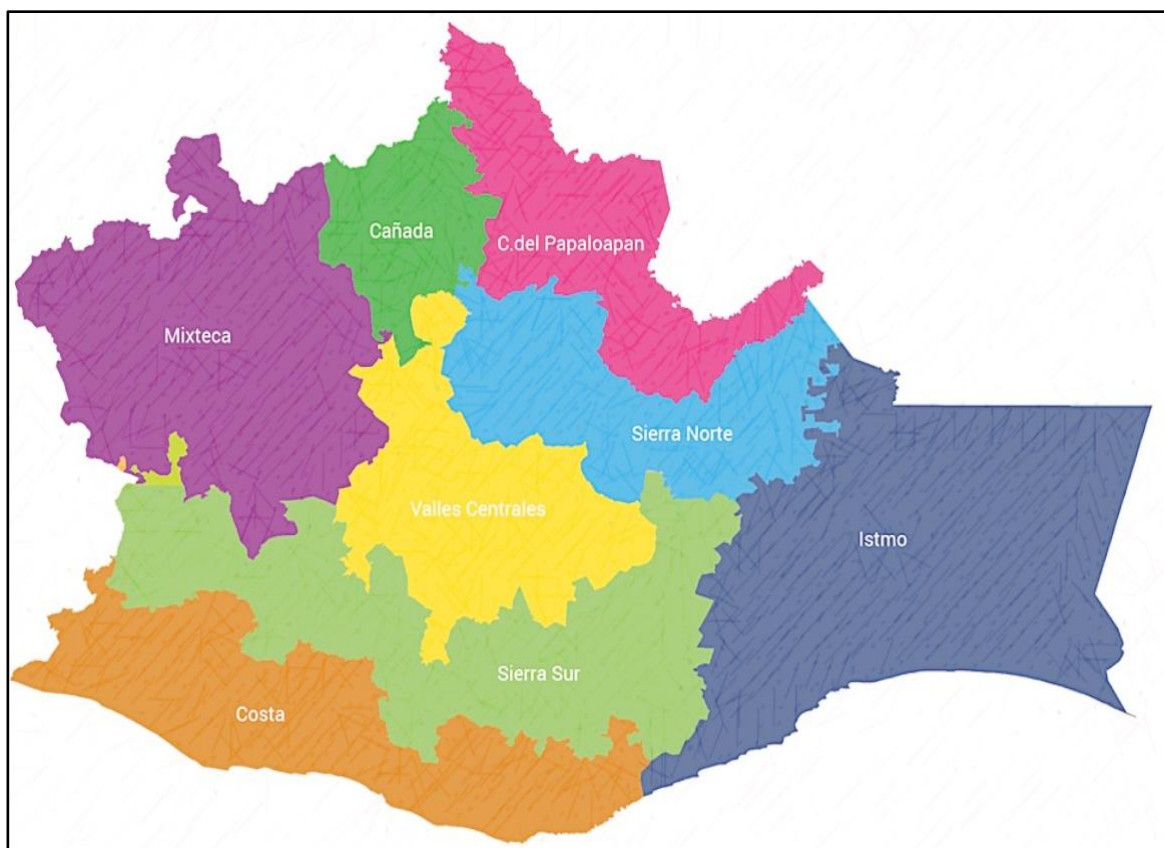 Cañada
C.del Papaloapan
Mixteca
Sierra Norte
Valles Centrales
Istmo
Sierra Sur
Costa